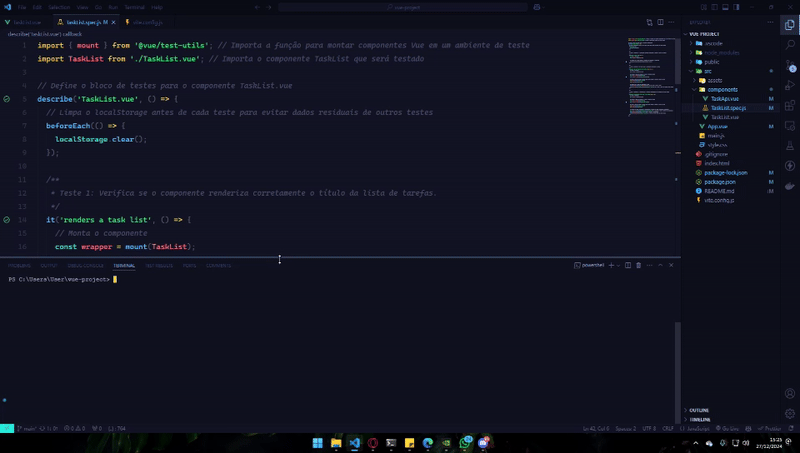 File Edit Selection View Go Run Terminal Help
vue-project
TaskList.vue
taskList.spec.js M
vite.config.js
describe('TaskList.vue') callback
1 import { mount } from '@vue/test-utils'; // Importa a função para montar componentes Vue em um ambiente de teste
2 import TaskList from './TaskList.vue'; // Importa o componente TaskList que será testado
3
4 // Define o bloco de testes para o componente TaskList.vue
5 describe('TaskList.vue', () => {
6 // Limpa o localStorage antes de cada teste para evitar dados residuais de outros testes
7 beforeEach(() => {
8 localStorage.clear();
9 });
10
11 /**
12 * Teste 1: Verifica se o componente renderiza corretamente o título da lista de tarefas.
13 */
14 it('renders a task list', () => {
15 // Monta o componente
16 const wrapper = mount(TaskList);
PROBLEMS OUTPUT DEBUG CONSOLE TERMINAL TEST RESULTS PORTS COMMENTS
powershell
PS C:\Users\User\vue-project>
EXPLORER
VUE PROJECT
.vscode
node_modules
public
src
assets
components
TaskApi.vue M
TaskList.spec.js M
TaskList.vue
App.vue M
main.js
style.css
.gitignore
index.html
package-lock.json M
package.json M
README.md M
vite.config.js
OUTLINE
TIMELINE
main*
Ln 42, Col 6 Spaces: 2 UTF-8 CRLF JavaScript Go Live Prettier
15:25
27/12/2024